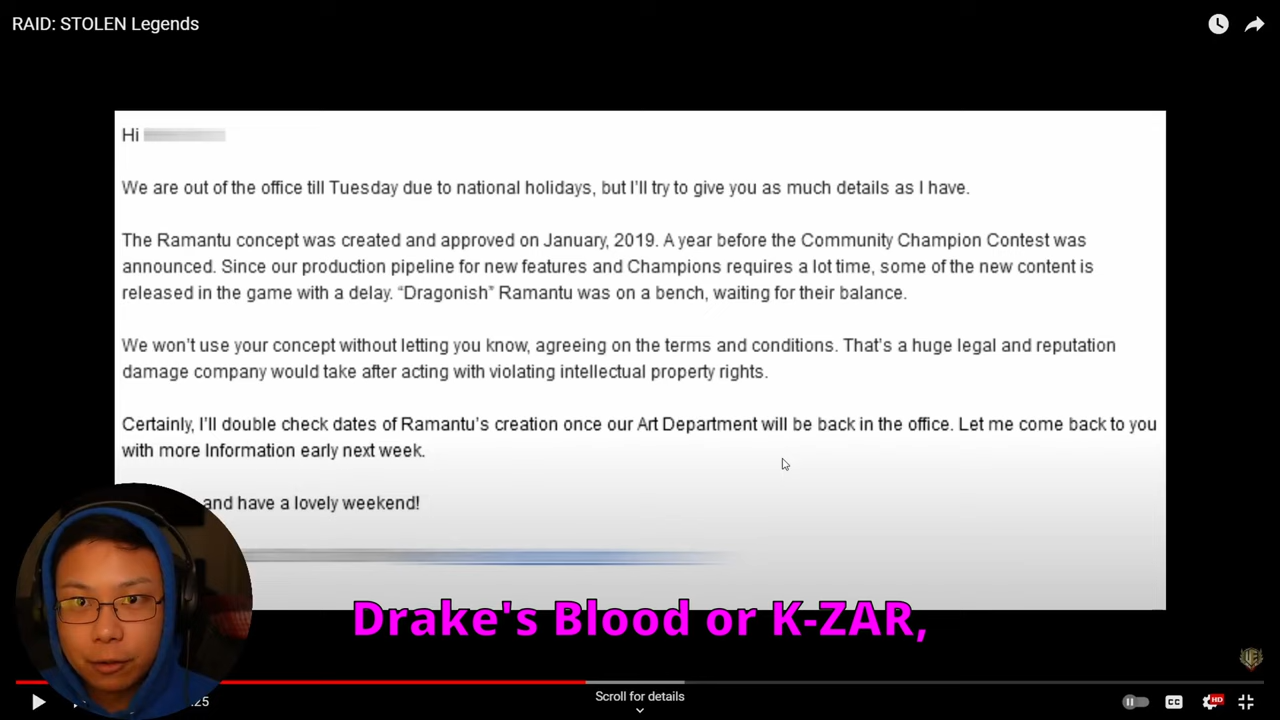 RAID: STOLEN Legends
Hi
We are out of the office till Tuesday due to national holidays, but I'll try to give you as much details as I have.
The Ramantu concept was created and approved on January, 2019. A year before the Community Champion Contest was
announced. Since our production pipeline for new features and Champions requires a lot time, some of the new content is
released in the game with a delay. “Dragonish” Ramantu was on a bench, waiting for their balance.
We won't use your concept without letting you know, agreeing on the terms and conditions. That's a huge legal and reputation
damage company would take after acting with violating intellectual property rights.
Certainly, I'll double check dates of Ramantu's creation once our Art Department will be back in the office. Let me come back to you
with more Information early next week.
and have a lovely weekend!
Drake's Blood or K-ZAR,
Scroll for details
25
CC
HD